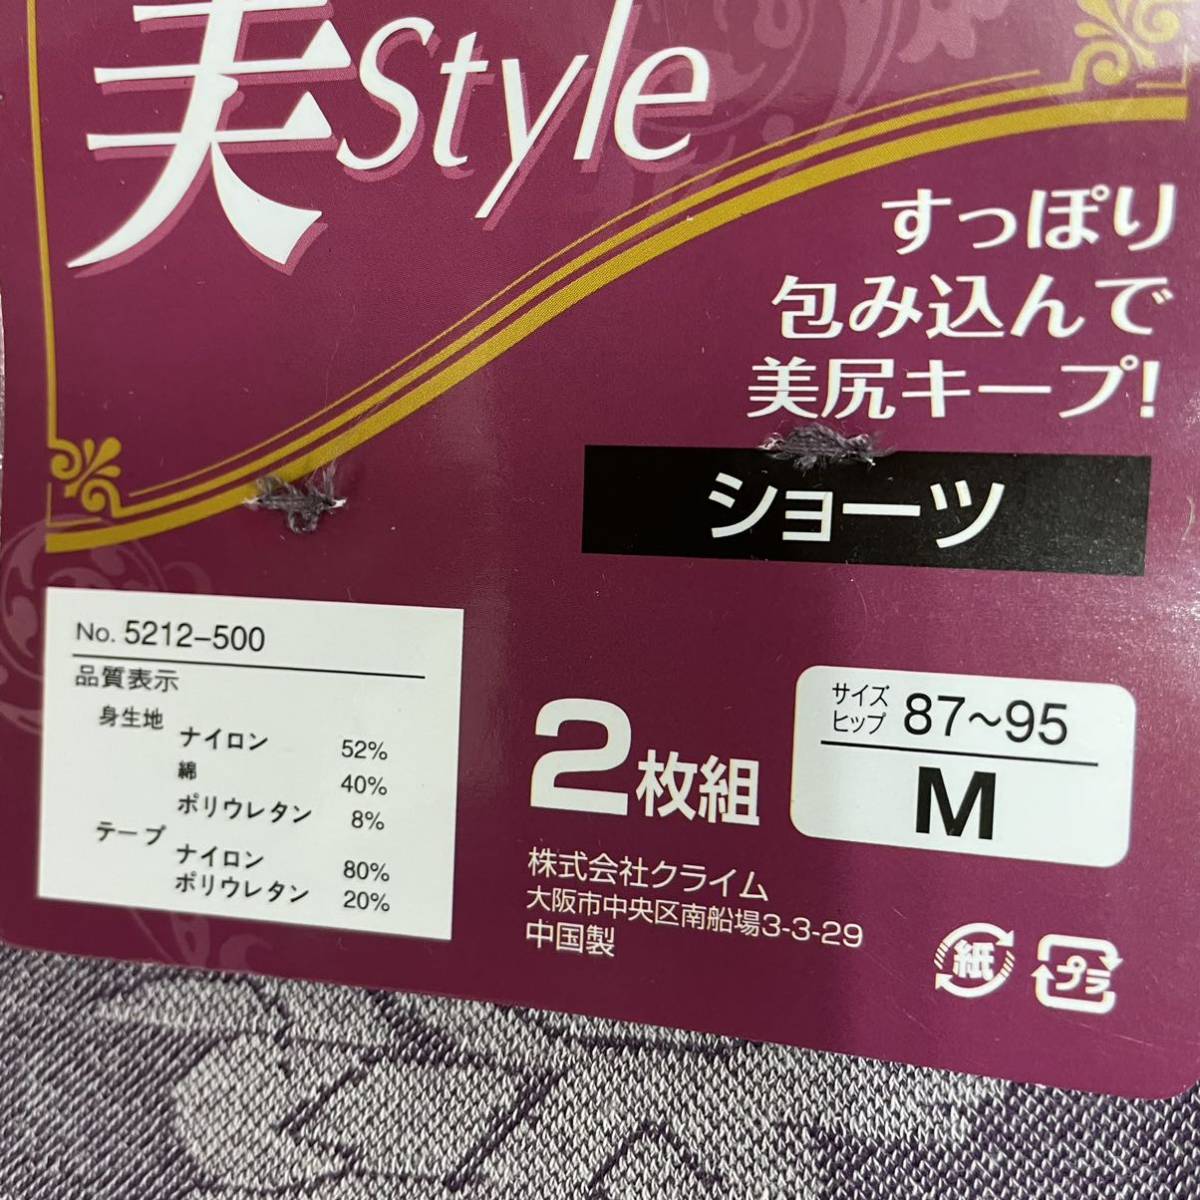 美Style
すっぽり
包み込んで
美尻キープ!
ショーツ
No. 5212-500
品質表示
身生地
ナイロン 52%
綿 40%
ポリウレタン 8%
テープ
ナイロン 80%
ポリウレタン 20%
2枚組
サイズ
ヒップ 87～95
M
株式会社クライム
大阪市中央区南船場3-3-29
中国製
紙
プラ